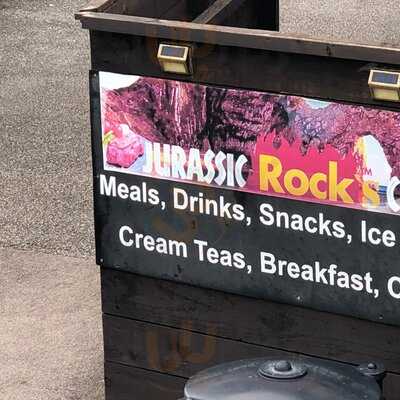 JURASSIC Rock's C
Meals, Drinks, Snacks, Ice
Cream Teas, Breakfast, C